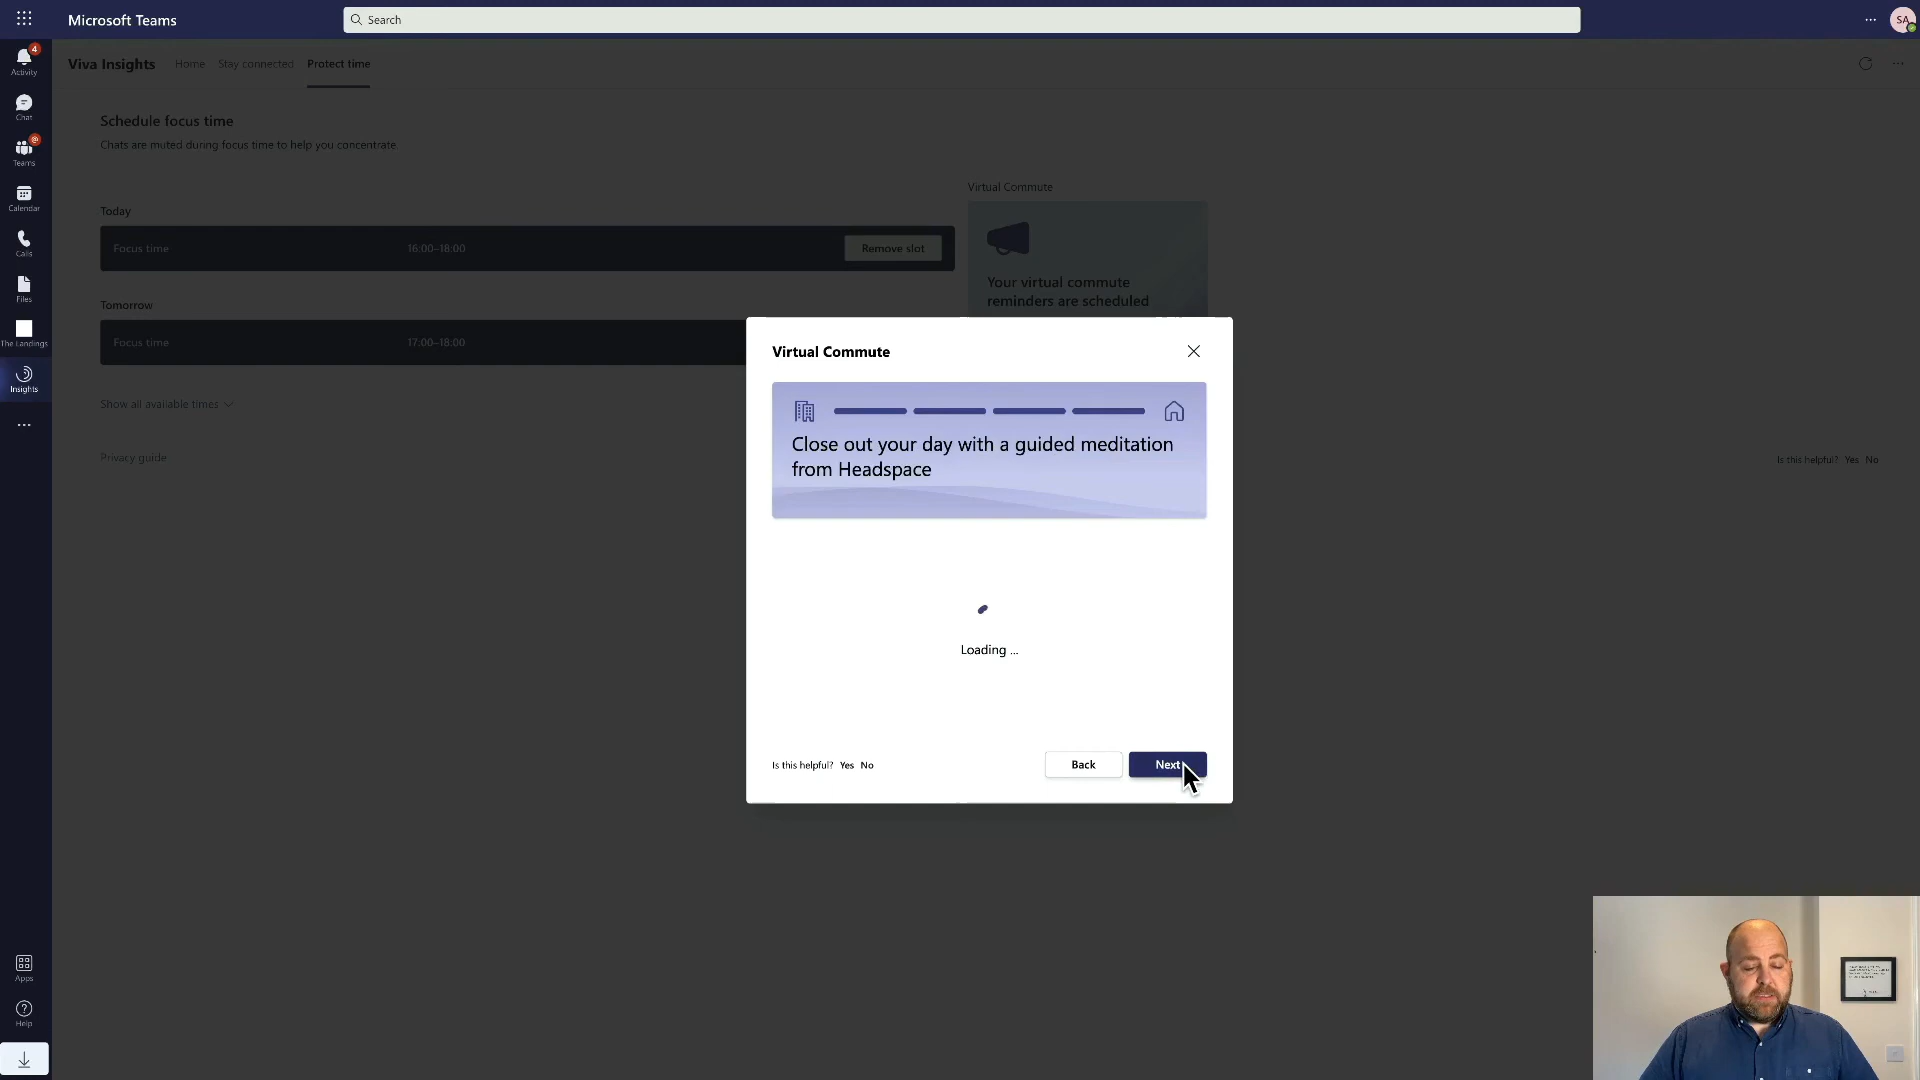 Microsoft Teams
Search
SA
4
Activity
Chat
@
Teams
Calendar
Calls
Files
The Landings
Insights
Apps
Help
Viva Insights
Home
Stay connected
Protect time
Schedule focus time
Chats are muted during focus time to help you concentrate
Today
Focus time
16:00–18:00
Remove slot
Tomorrow
Focus time
17:00–18:00
Show all available times
Privacy guide
Virtual Commute
Your virtual commute
reminders are scheduled
Is this helpful? Yes No
Virtual Commute
Close out your day with a guided meditation
from Headspace
Loading ...
Is this helpful? Yes No
Back
Next